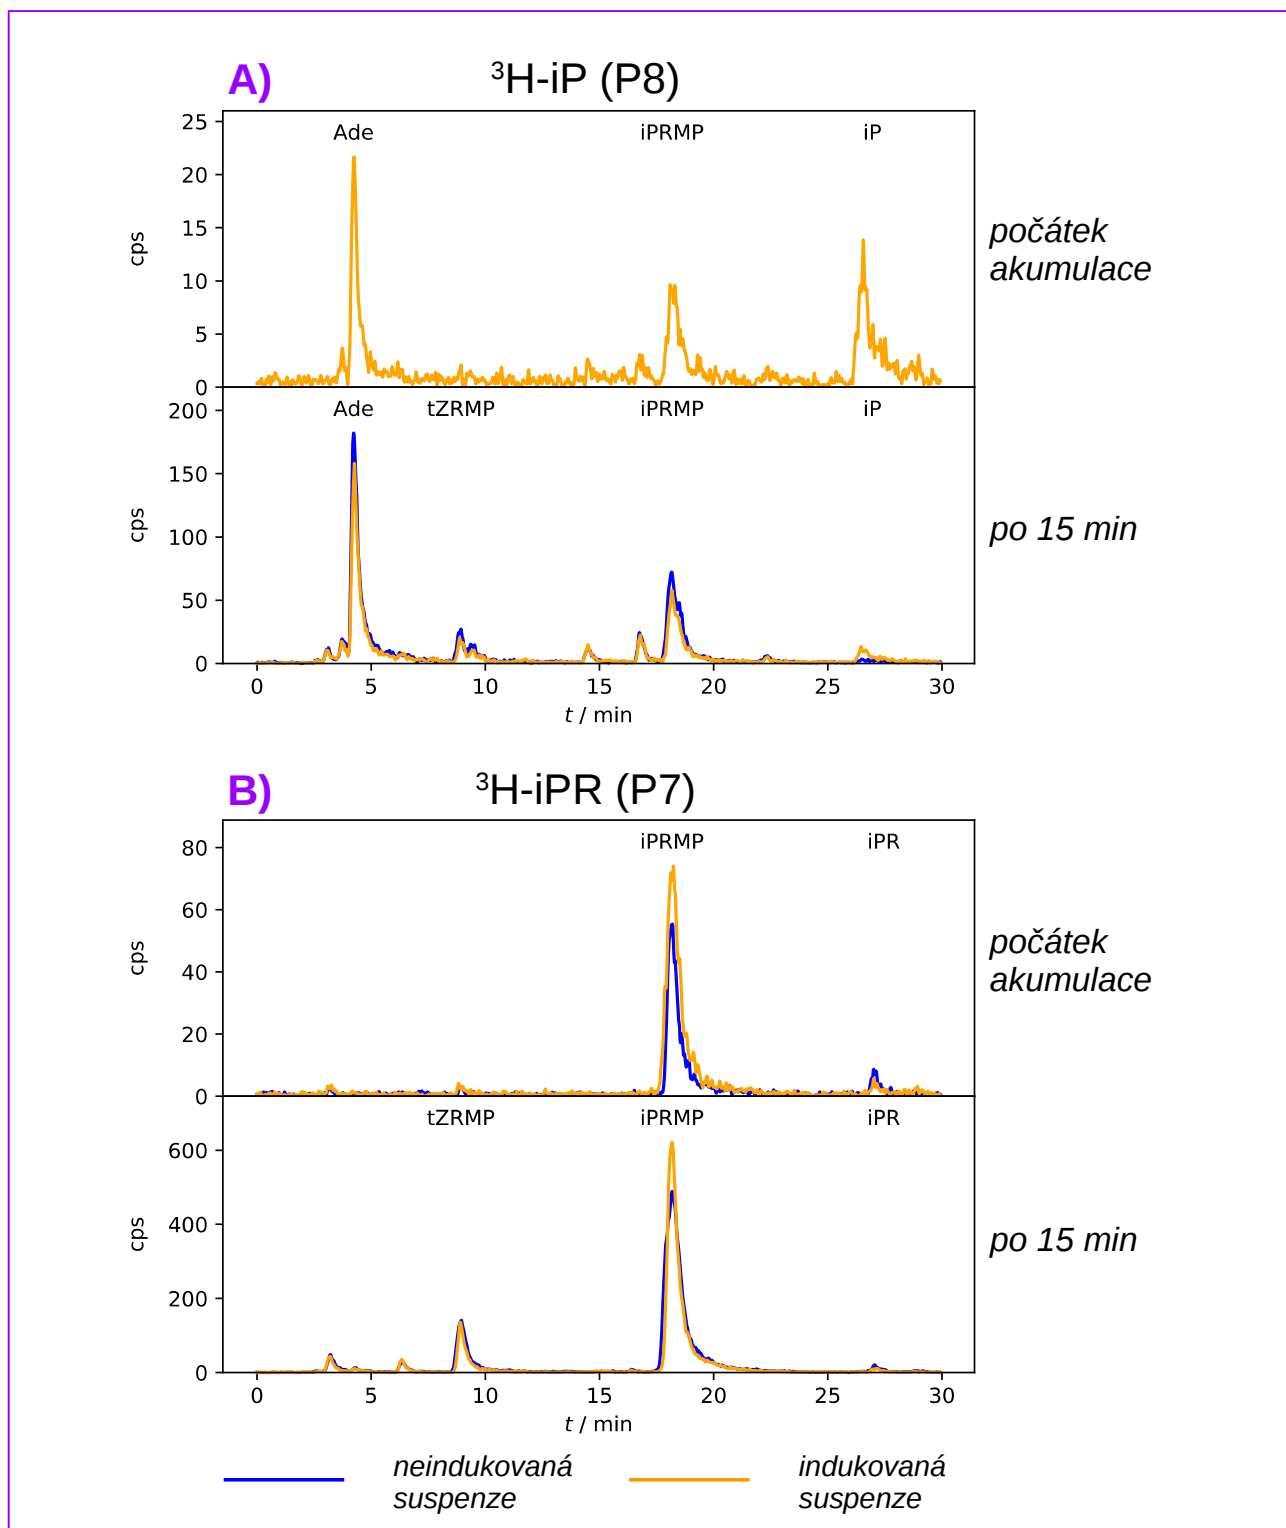 A) ³H-iP (P8)
25
20
15
10
5
0
cps
Ade iPRMP iP
počátek
akumulace
200
150
100
50
0
cps
Ade tZRMP iPRMP iP
po 15 min
0 5 10 15 20 25 30
t / min
B) ³H-iPR (P7)
80
60
40
20
0
cps
iPRMP iPR
počátek
akumulace
600
400
200
0
cps
tZRMP iPRMP iPR
po 15 min
0 5 10 15 20 25 30
t / min
neindukovaná
suspenze
indukovaná
suspenze